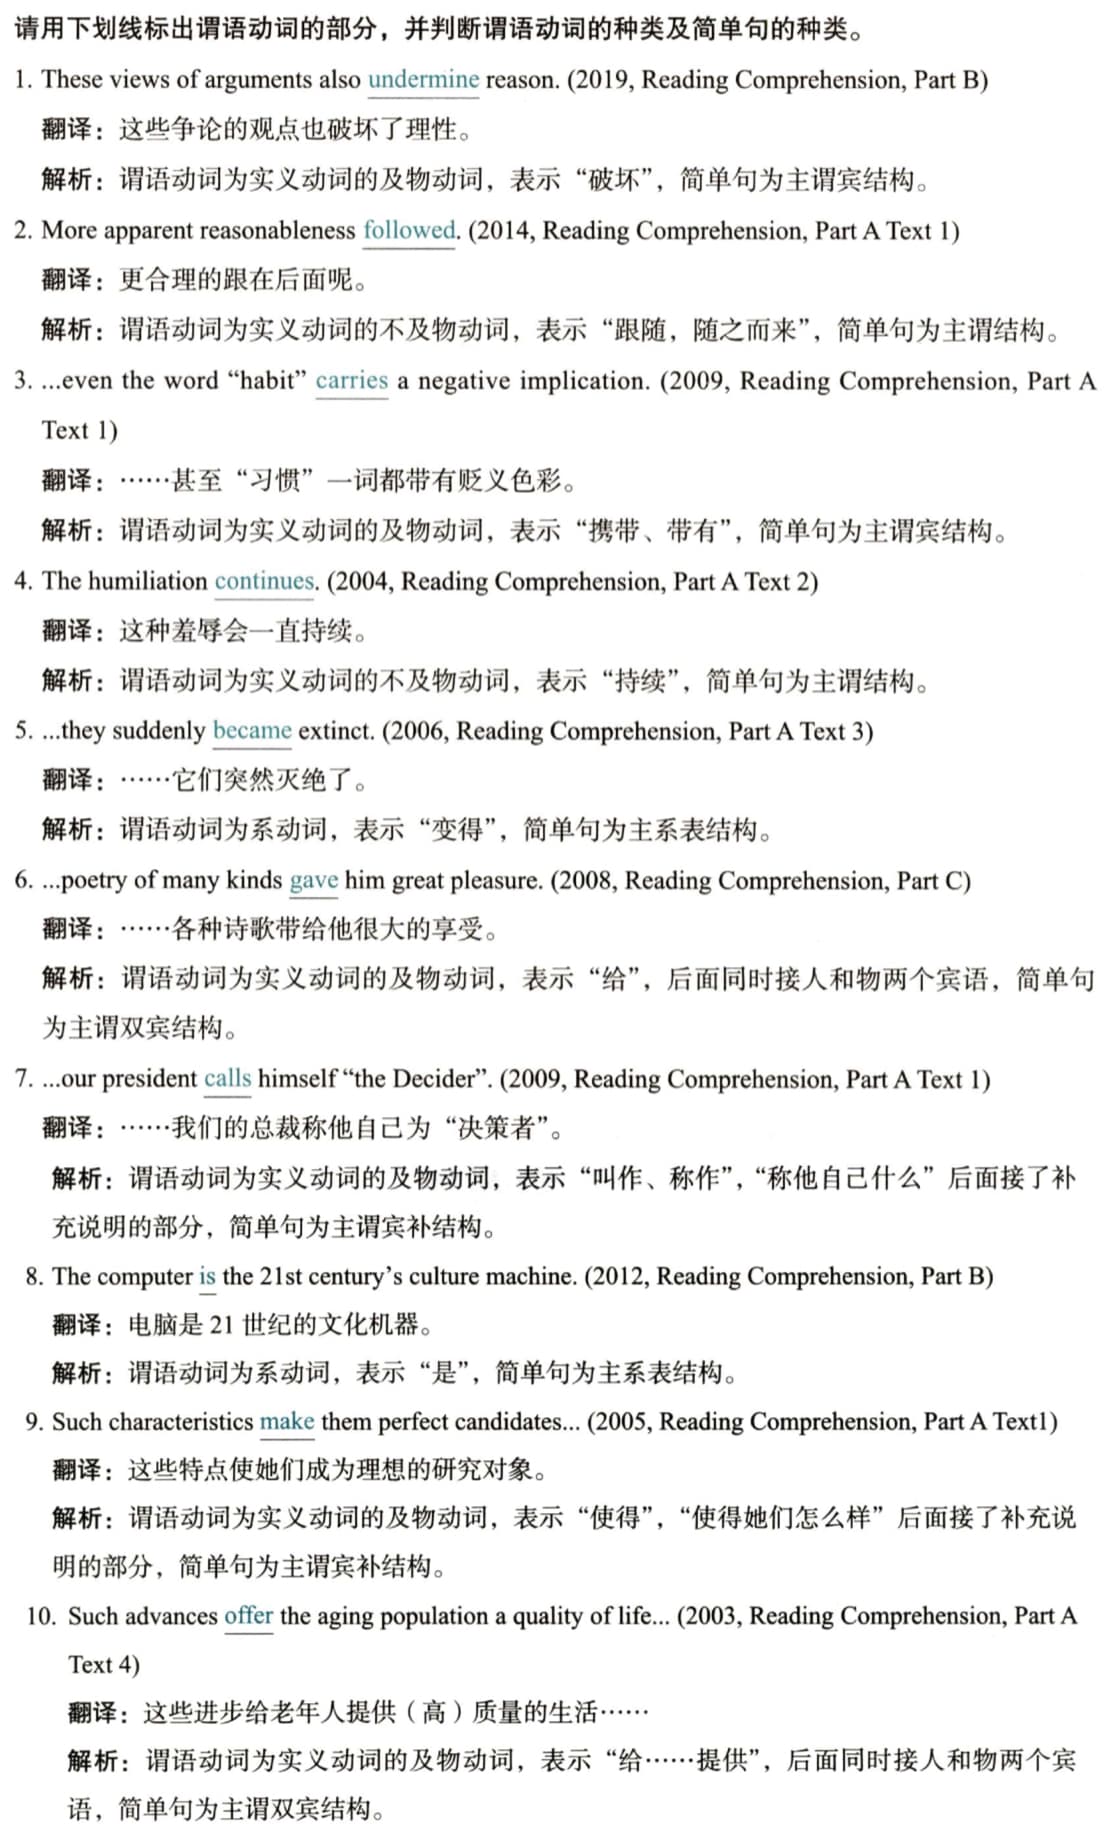 请用下划线标出谓语动词的部分，并判断谓语动词的种类及简单句的种类。
1. These views of arguments also undermine reason. (2019, Reading Comprehension, Part B)
翻译：这些争论的观点也破坏了理性。
解析：谓语动词为实义动词的及物动词，表示“破坏”，简单句为主谓宾结构。
2. More apparent reasonableness followed. (2014, Reading Comprehension, Part A Text 1)
翻译：更合理的跟在后面呢。
解析：谓语动词为实义动词的不及物动词，表示“跟随，随之而来”，简单句为主谓结构。
3. ...even the word “habit” carries a negative implication. (2009, Reading Comprehension, Part A
Text 1)
翻译：……甚至“习惯”一词都带有贬义色彩。
解析：谓语动词为实义动词的及物动词，表示“携带、带有”，简单句为主谓宾结构。
4. The humiliation continues. (2004, Reading Comprehension, Part A Text 2)
翻译：这种羞辱会一直持续。
解析：谓语动词为实义动词的不及物动词，表示“持续”，简单句为主谓结构。
5. ...they suddenly became extinct. (2006, Reading Comprehension, Part A Text 3)
翻译：……它们突然灭绝了。
解析：谓语动词为系动词，表示“变得”，简单句为主系表结构。
6. ...poetry of many kinds gave him great pleasure. (2008, Reading Comprehension, Part C)
翻译：……各种诗歌带给他很大的享受。
解析：谓语动词为实义动词的及物动词，表示“给”，后面同时接人和物两个宾语，简单句
为主谓双宾结构。
7. ...our president calls himself “the Decider”. (2009, Reading Comprehension, Part A Text 1)
翻译：……我们的总裁称他自己为“决策者”。
解析：谓语动词为实义动词的及物动词，表示“叫作、称作”，“称他自己什么”后面接了补
充说明的部分，简单句为主谓宾补结构。
8. The computer is the 21st century’s culture machine. (2012, Reading Comprehension, Part B)
翻译：电脑是 21 世纪的文化机器。
解析：谓语动词为系动词，表示“是”，简单句为主系表结构。
9. Such characteristics make them perfect candidates... (2005, Reading Comprehension, Part A Text1)
翻译：这些特点使她们成为理想的研究对象。
解析：谓语动词为实义动词的及物动词，表示“使得”，“使得她们怎么样”后面接了补充说
明的部分，简单句为主谓宾补结构。
10. Such advances offer the aging population a quality of life... (2003, Reading Comprehension, Part A
Text 4)
翻译：这些进步给老年人提供（高）质量的生活……
解析：谓语动词为实义动词的及物动词，表示“给……提供”，后面同时接人和物两个宾
语，简单句为主谓双宾结构。